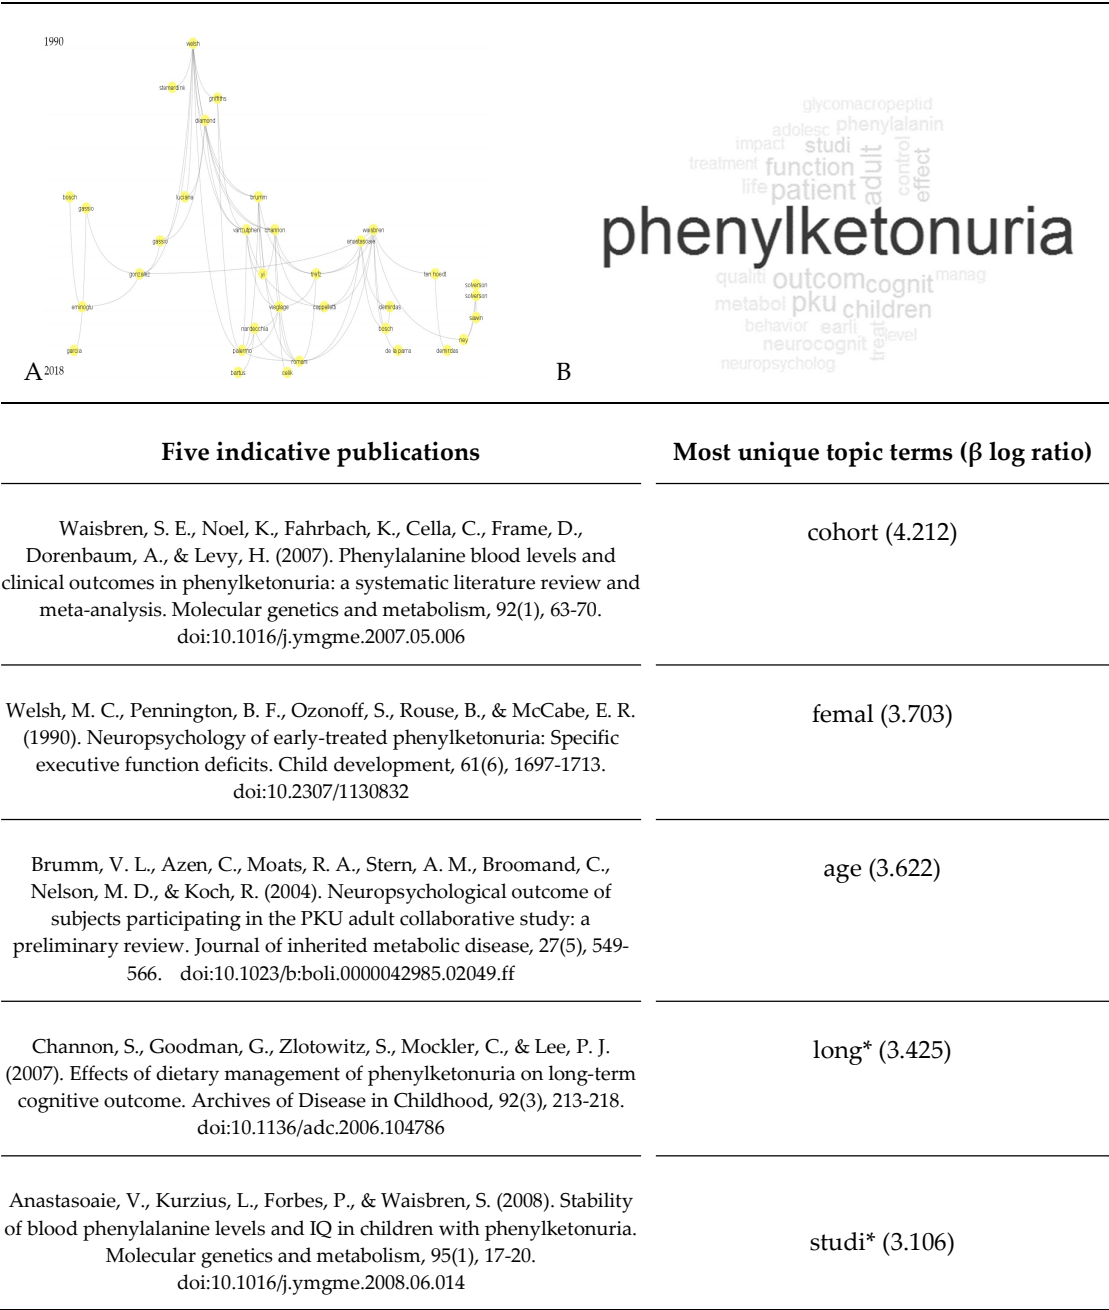 1990
welsh
stemerdink
griffiths
diamond
bosch
gassio
luciana
brumm
channon
waisbren
gassio
anastasoaie
gonzalez
yi
feldmann
ten hoedt
eminoglu
weglage
cappelletti
demirdas
nardecchia
bosch
sawin
ney
garcia
palermo
romani
de la parra
demirdas
bartus
celik
A 2018
glycomacropeptid
adolesc phenylalanin
impact studi
treatment function
life patient adult control effect
phenylketonuria
qualiti outcom cognit manag
metabol pku children
behavior earli
neurocognit treat level
neuropsycholog
B
Five indicative publications
Most unique topic terms (β log ratio)
Waisbren, S. E., Noel, K., Fahrbach, K., Cella, C., Frame, D.,
Dorenbaum, A., & Levy, H. (2007). Phenylalanine blood levels and
clinical outcomes in phenylketonuria: a systematic literature review and
meta-analysis. Molecular genetics and metabolism, 92(1), 63-70.
doi:10.1016/j.ymgme.2007.05.006
cohort (4.212)
Welsh, M. C., Pennington, B. F., Ozonoff, S., Rouse, B., & McCabe, E. R.
(1990). Neuropsychology of early-treated phenylketonuria: Specific
executive function deficits. Child development, 61(6), 1697-1713.
doi:10.2307/1130832
femal (3.703)
Brumm, V. L., Azen, C., Moats, R. A., Stern, A. M., Broomand, C.,
Nelson, M. D., & Koch, R. (2004). Neuropsychological outcome of
subjects participating in the PKU adult collaborative study: a
preliminary review. Journal of inherited metabolic disease, 27(5), 549-
566. doi:10.1023/b:boli.0000042985.02049.ff
age (3.622)
Channon, S., Goodman, G., Zlotowitz, S., Mockler, C., & Lee, P. J.
(2007). Effects of dietary management of phenylketonuria on long-term
cognitive outcome. Archives of Disease in Childhood, 92(3), 213-218.
doi:10.1136/adc.2006.104786
long* (3.425)
Anastasoaie, V., Kurzius, L., Forbes, P., & Waisbren, S. (2008). Stability
of blood phenylalanine levels and IQ in children with phenylketonuria.
Molecular genetics and metabolism, 95(1), 17-20.
doi:10.1016/j.ymgme.2008.06.014
studi* (3.106)